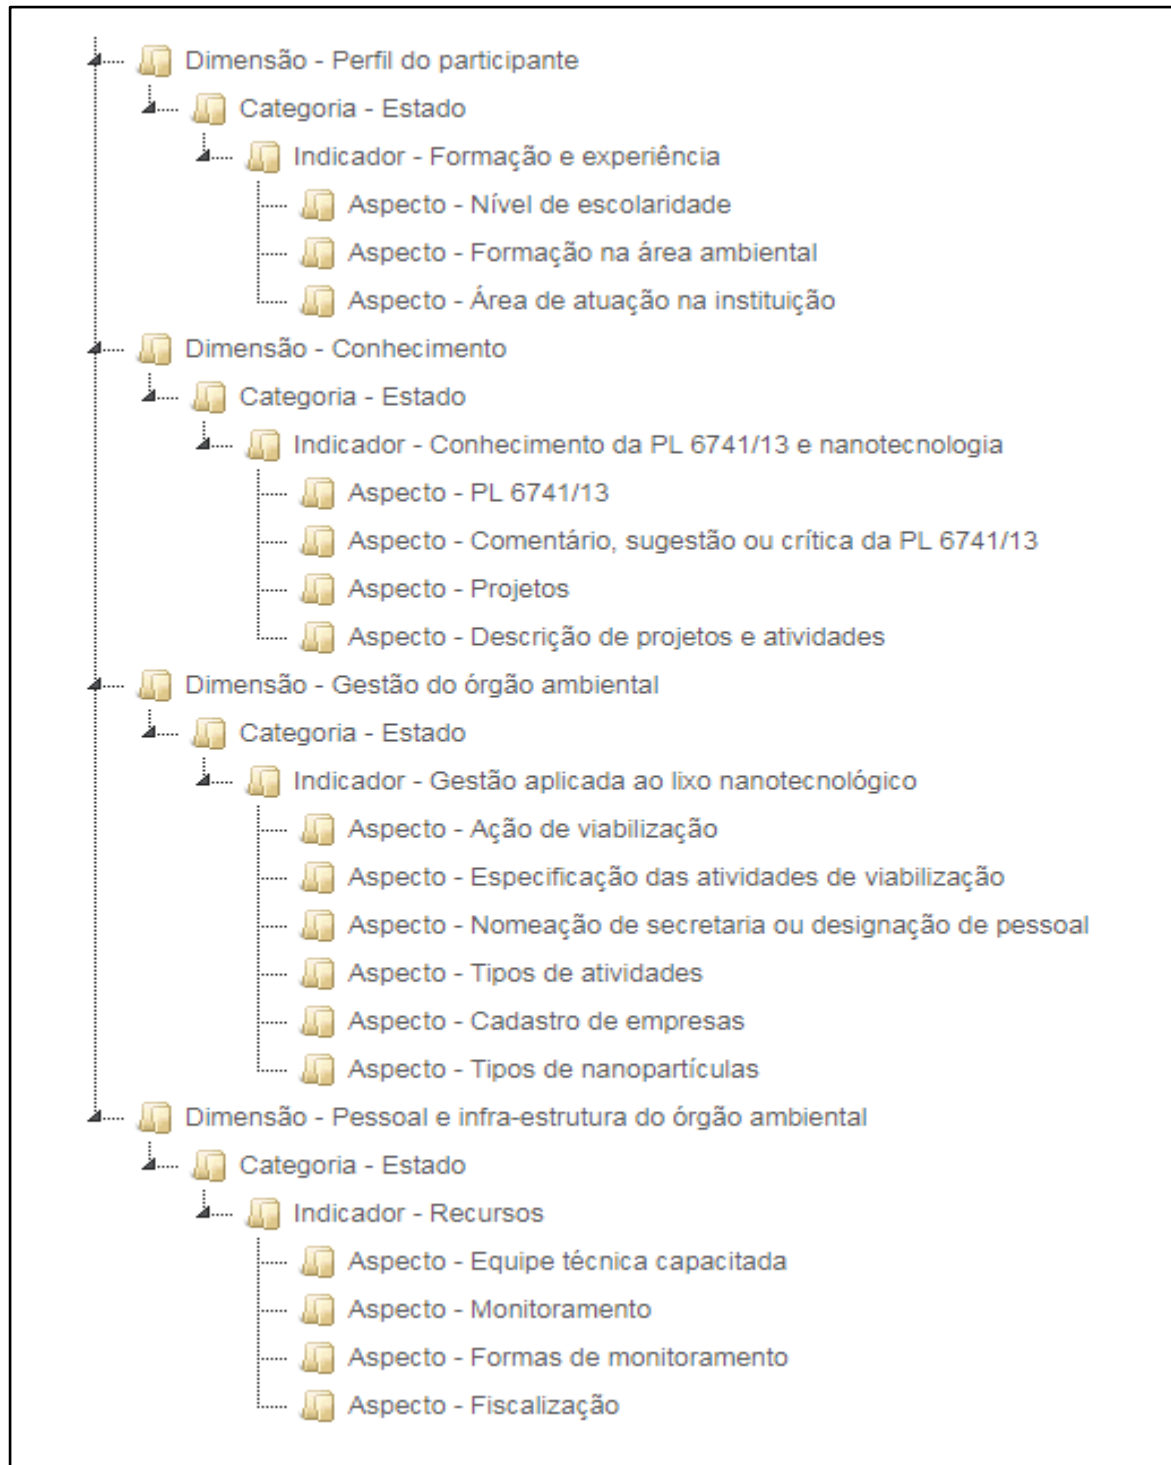 Dimensão - Perfil do participante
Categoria - Estado
Indicador - Formação e experiência
Aspecto - Nível de escolaridade
Aspecto - Formação na área ambiental
Aspecto - Área de atuação na instituição
Dimensão - Conhecimento
Categoria - Estado
Indicador - Conhecimento da PL 6741/13 e nanotecnologia
Aspecto - PL 6741/13
Aspecto - Comentário, sugestão ou crítica da PL 6741/13
Aspecto - Projetos
Aspecto - Descrição de projetos e atividades
Dimensão - Gestão do órgão ambiental
Categoria - Estado
Indicador - Gestão aplicada ao lixo nanotecnológico
Aspecto - Ação de viabilização
Aspecto - Especificação das atividades de viabilização
Aspecto - Nomeação de secretaria ou designação de pessoal
Aspecto - Tipos de atividades
Aspecto - Cadastro de empresas
Aspecto - Tipos de nanopartículas
Dimensão - Pessoal e infra-estrutura do órgão ambiental
Categoria - Estado
Indicador - Recursos
Aspecto - Equipe técnica capacitada
Aspecto - Monitoramento
Aspecto - Formas de monitoramento
Aspecto - Fiscalização